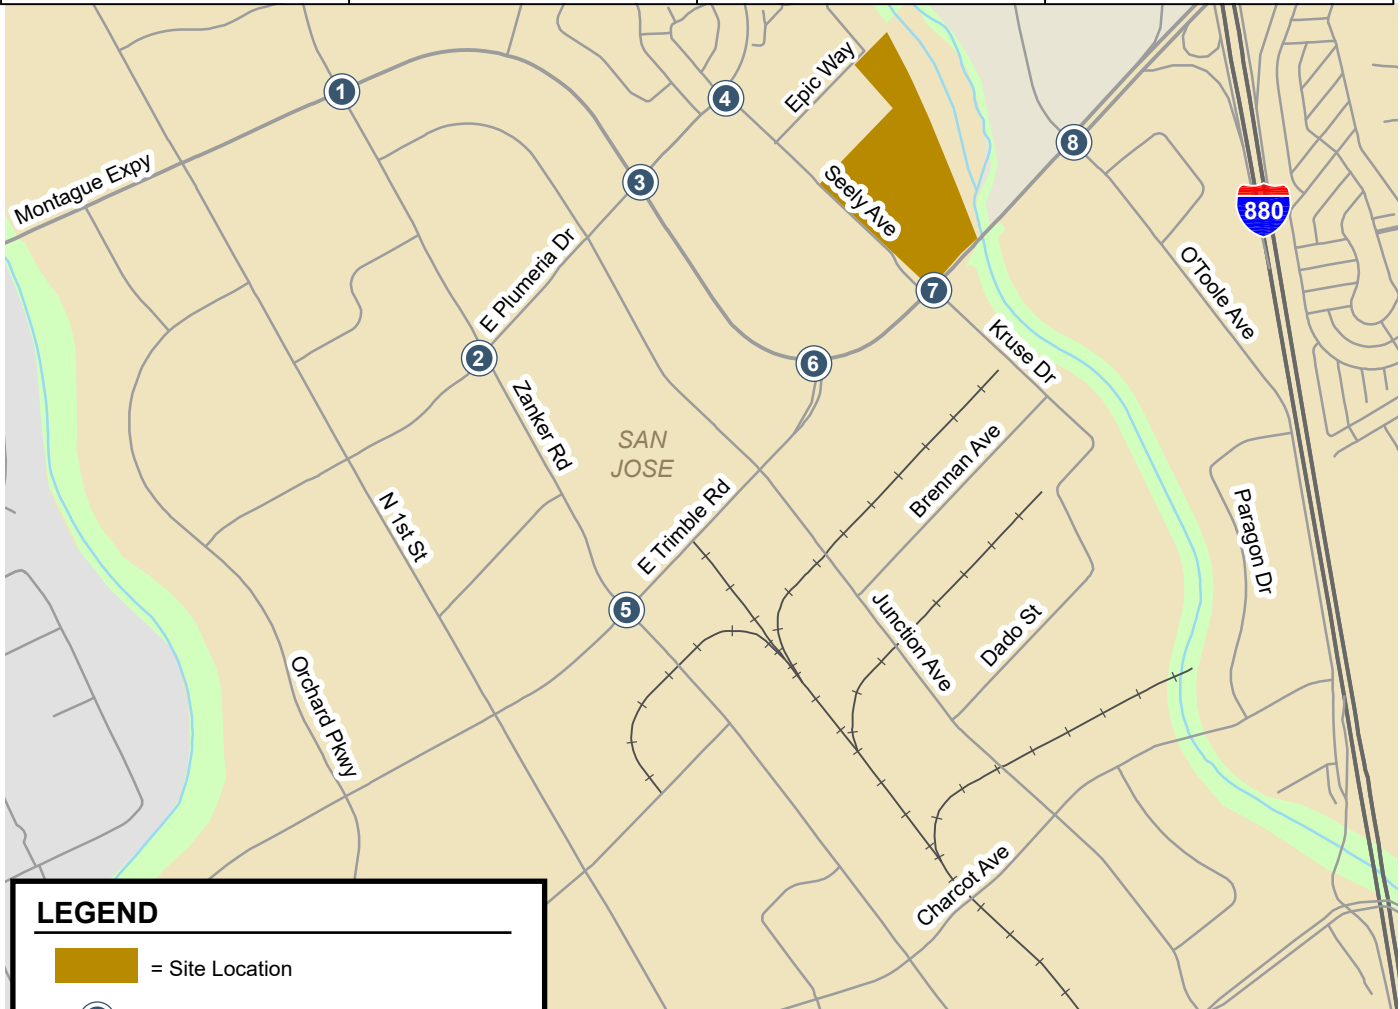 Epic Way
1
4
8
Montague Expy
3
Seely Ave
880
E Plumeria Dr
O'Toole Ave
7
Kruse Dr
2
6
Zanker Rd
SAN
JOSE
Brennan Ave
E Trimble Rd
N 1st St
Paragon Dr
5
Junction Ave
Dado St
Orchard Pkwy
Charcot Ave
LEGEND
= Site Location